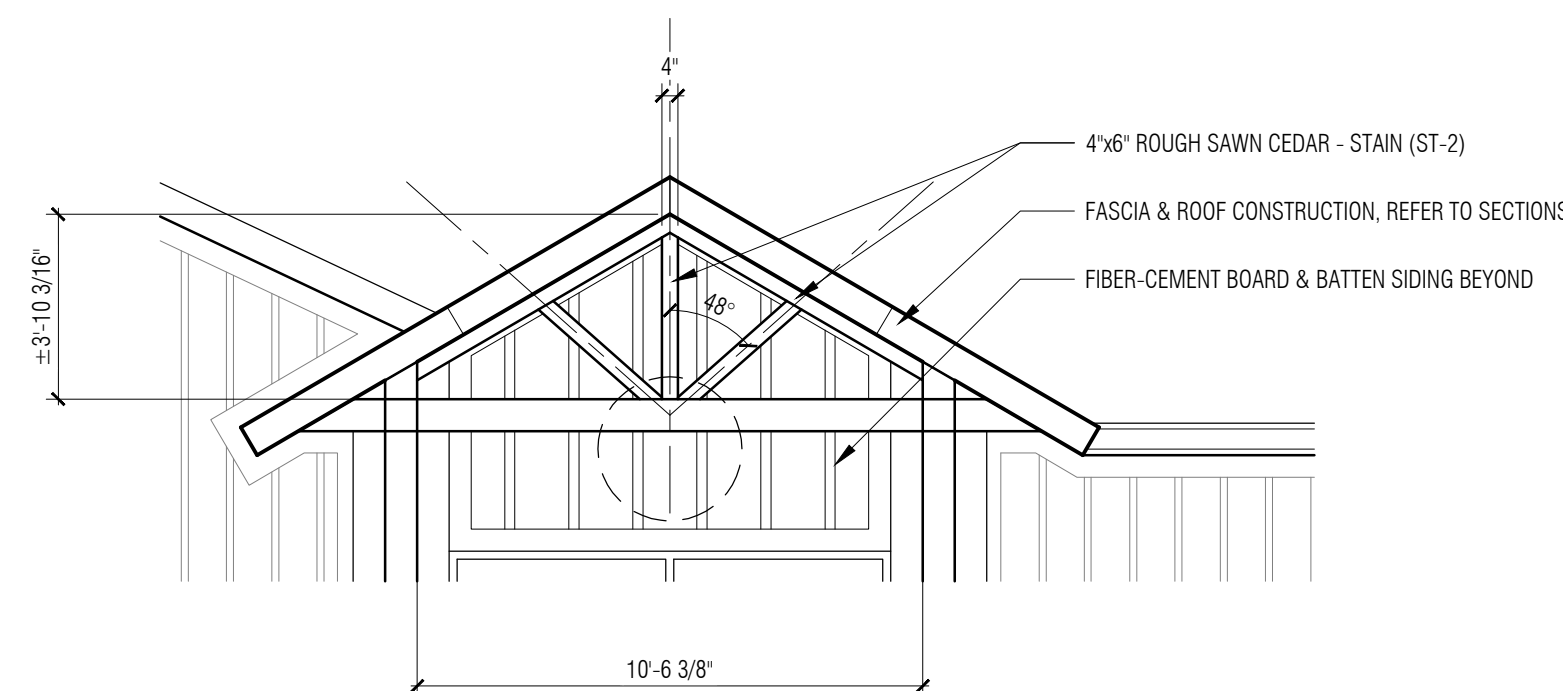 4"
4"x6" ROUGH SAWN CEDAR - STAIN (ST-2)
FASCIA & ROOF CONSTRUCTION, REFER TO SECTIONS
FIBER-CEMENT BOARD & BATTEN SIDING BEYOND
±3'-10 3/16"
48°
10'-6 3/8"